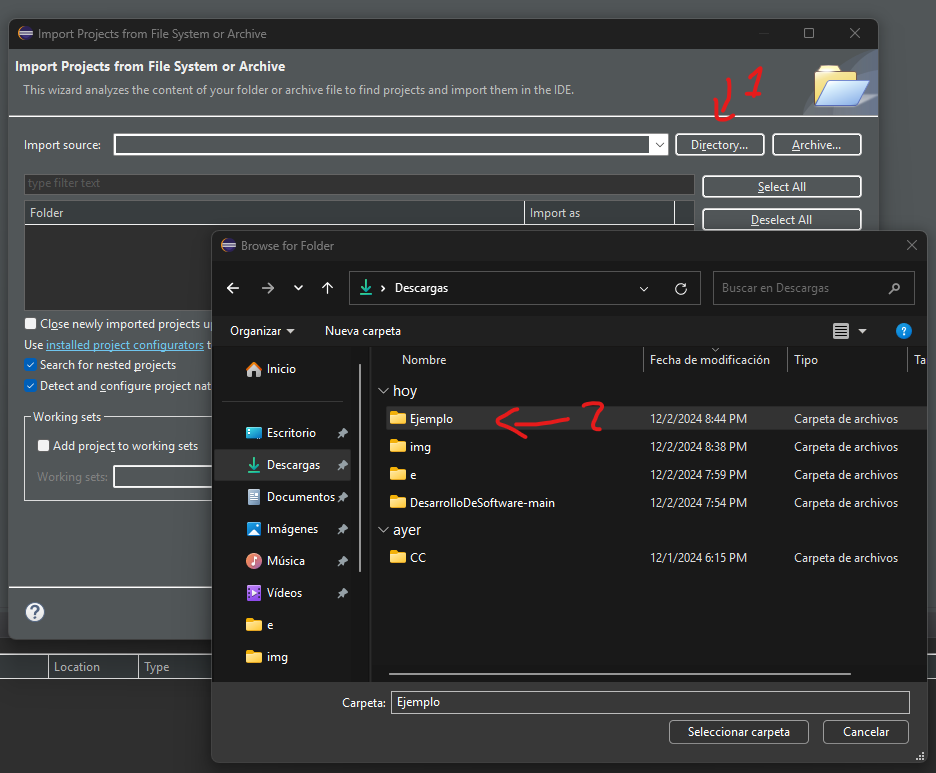 Import Projects from File System or Archive
Import Projects from File System or Archive
This wizard analyzes the content of your folder or archive file to find projects and import them in the IDE.
1
Import source:
Directory...
Archive...
type filter text
Select All
Folder
Import as
Deselect All
Browse for Folder
Descargas
Buscar en Descargas
Close newly imported projects
Organizar
Nueva carpeta
Use installed project configurators
Search for nested projects
Detect and configure project nat
Working sets
Add project to working sets
Working sets:
Inicio
Escritorio
Descargas
Documentos
Imágenes
Música
Vídeos
e
img
Nombre
Fecha de modificación
Tipo
Ta
hoy
Ejemplo 12/2/2024 8:44 PM Carpeta de archivos
2
img 12/2/2024 8:38 PM Carpeta de archivos
e 12/2/2024 7:59 PM Carpeta de archivos
DesarrolloDeSoftware-main 12/2/2024 7:54 PM Carpeta de archivos
ayer
CC 12/1/2024 6:15 PM Carpeta de archivos
Location
Type
Carpeta: Ejemplo
Seleccionar carpeta
Cancelar